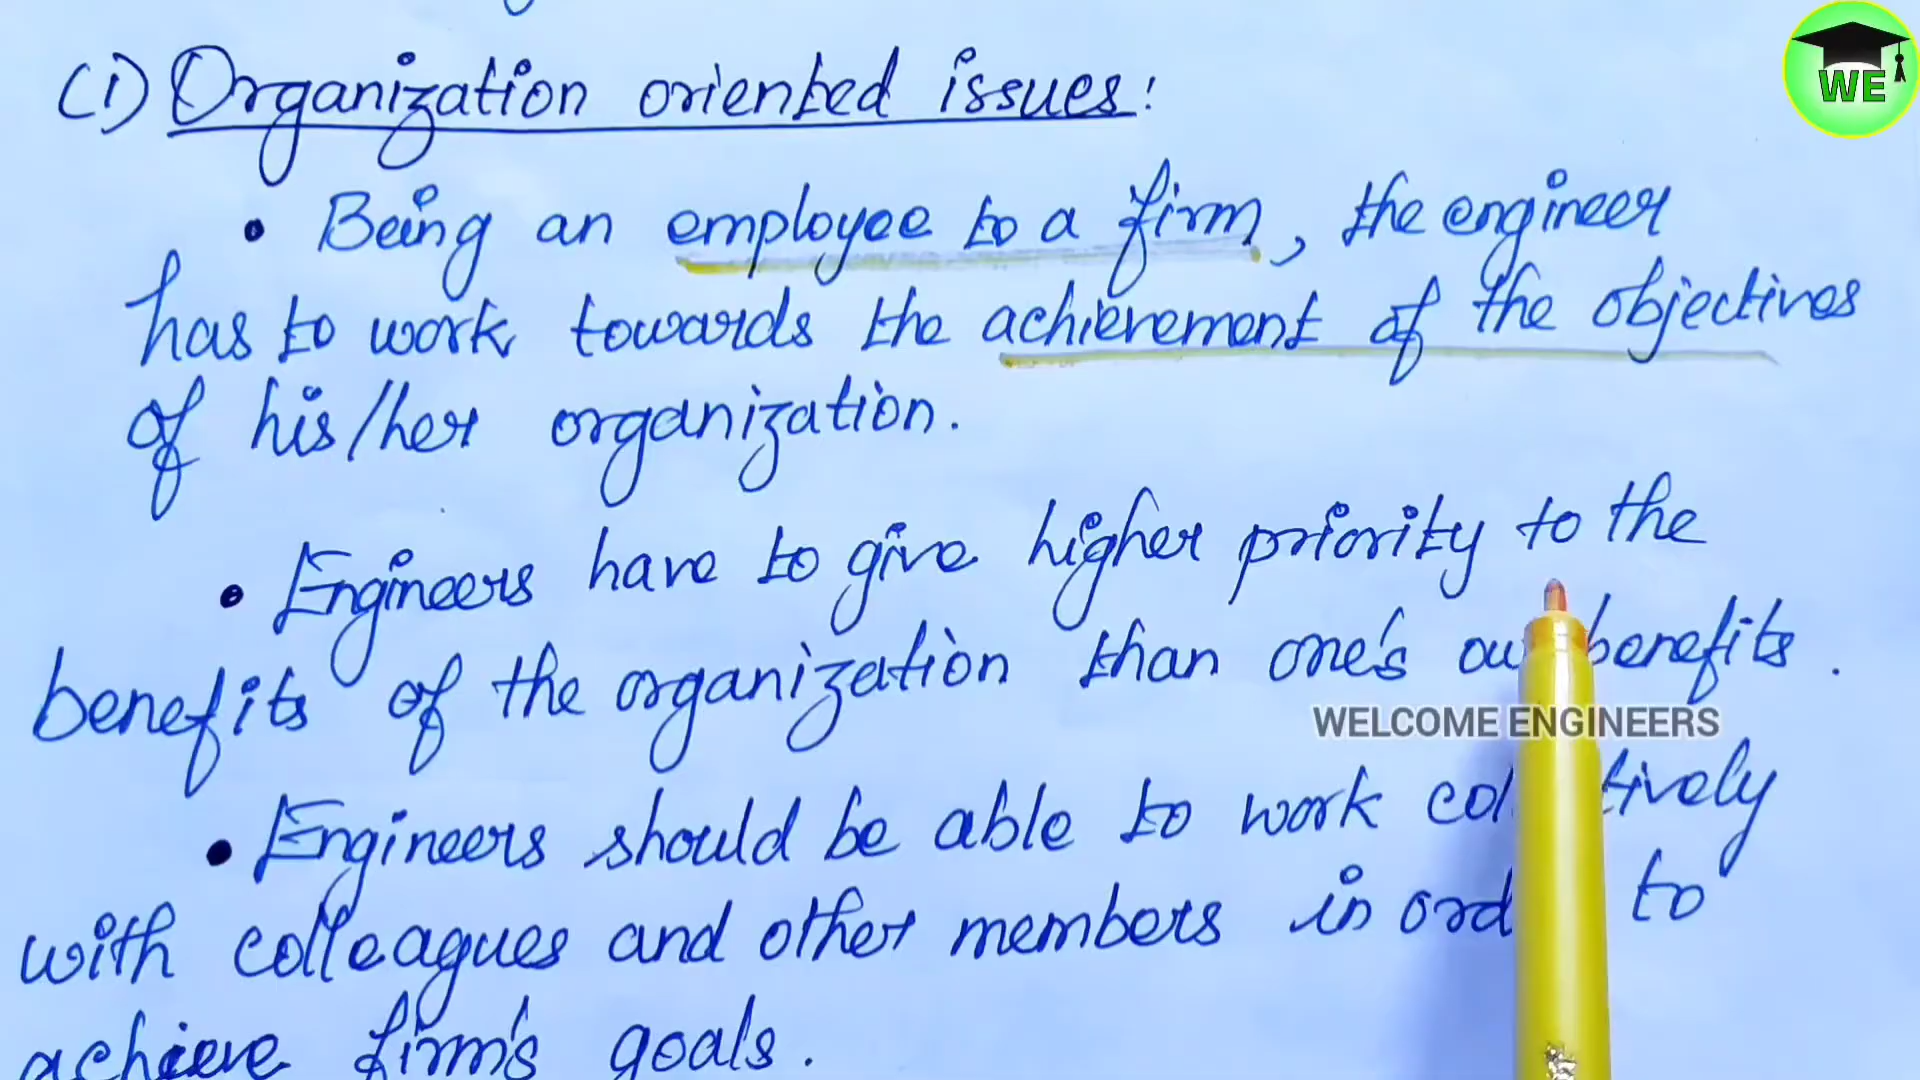 (i) Organization oriented issues:
WE
• Being an employee to a firm, the engineer
has to work towards the achievement of the objectives
of his/her organization.
• Engineers have to give higher priority to the
benefits of the organization than one's benefits.
WELCOME ENGINEERS
• Engineers should be able to work
with colleagues and other members in to
achieve firm's goals.